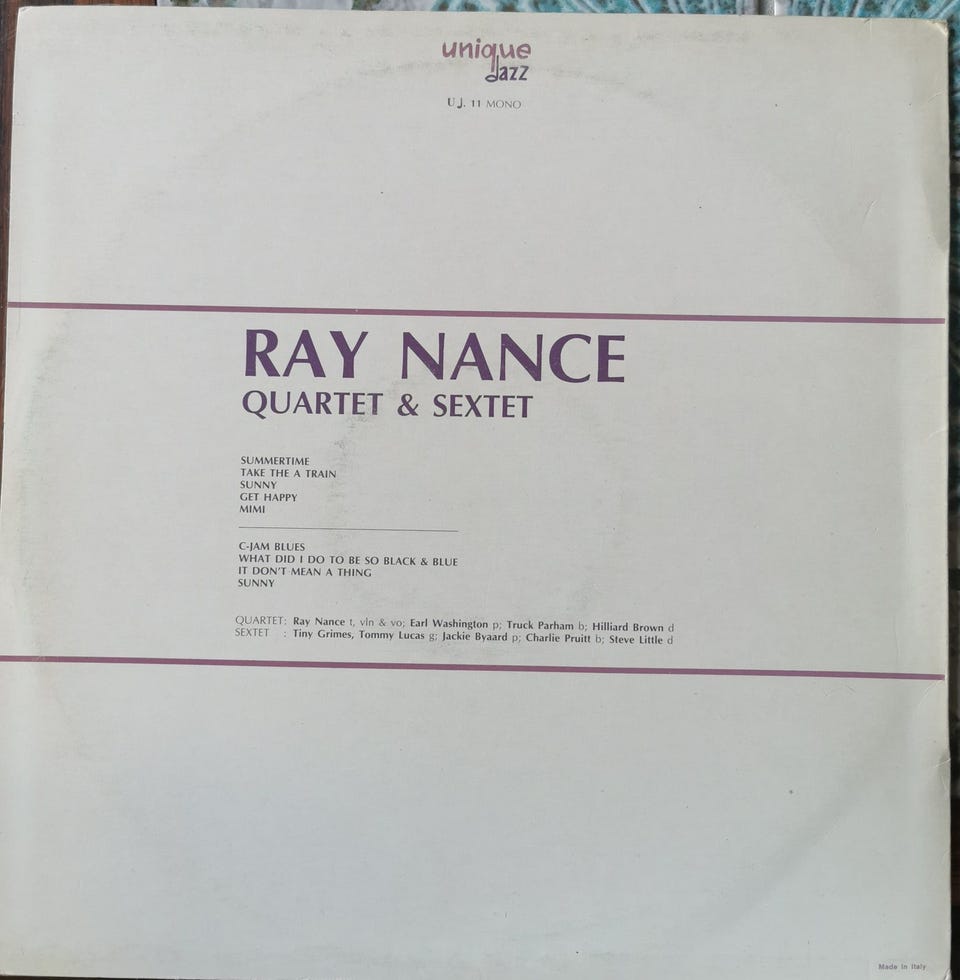 unique
Jazz
UJ. 11 MONO
RAY NANCE
QUARTET & SEXTET
SUMMERTIME
TAKE THE A TRAIN
SUNNY
GET HAPPY
MIMI
C-JAM BLUES
WHAT DID I DO TO BE SO BLACK & BLUE
IT DON'T MEAN A THING
SUNNY
QUARTET: Ray Nance t, vln & vo; Earl Washington p; Truck Parham b; Hilliard Brown d
SEXTET : Tiny Grimes, Tommy Lucas g; Jackie Byaard p; Charlie Pruitt b; Steve Little d
Made in Italy